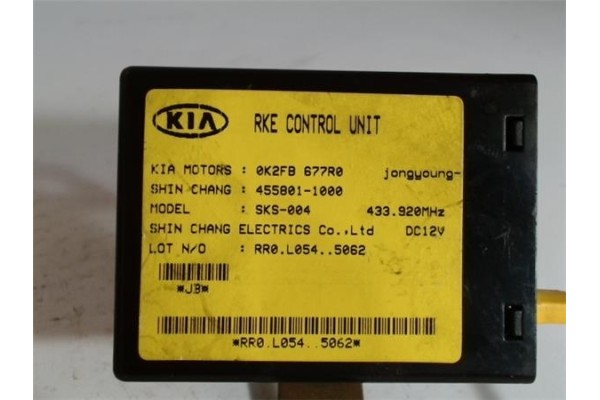 KIA RKE CONTROL UNIT
KIA MOTORS : 0K2FB 677R0 jongyoung-
SHIN CHANG : 455801-1000
MODEL : SKS-004 433.920MHz
SHIN CHANG ELECTRICS Co.,Ltd DC12V
LOT N/O : RR0.L054..5062
*J3*
*RR0.L054..5062*